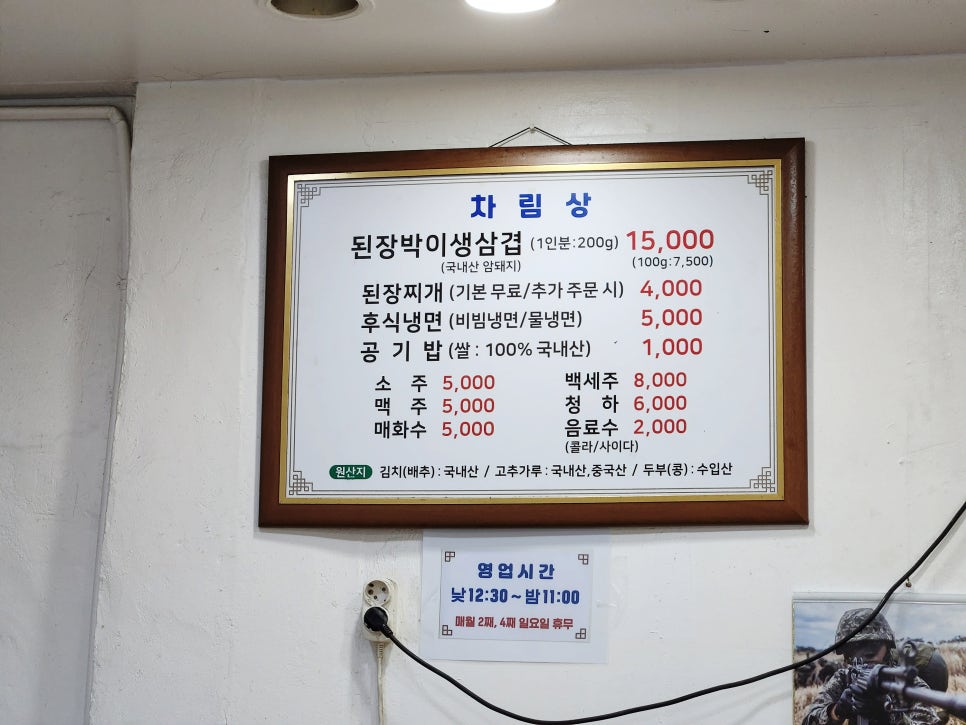 차 림 상
된장박이생삼겹 (1인분:200g) 15,000
(국내산 암돼지) (100g:7,500)
된장찌개 (기본 무료/추가 주문 시) 4,000
후식냉면 (비빔냉면/물냉면) 5,000
공 기 밥 (쌀 : 100% 국내산) 1,000
소 주 5,000 백세주 8,000
맥 주 5,000 청 하 6,000
매화수 5,000 음료수 2,000
(콜라/사이다)
원산지 김치(배추) : 국내산 / 고추가루 : 국내산,중국산 / 두부(콩) : 수입산
영업시간
낮12:30~밤11:00
매월 2째, 4째 일요일 휴무